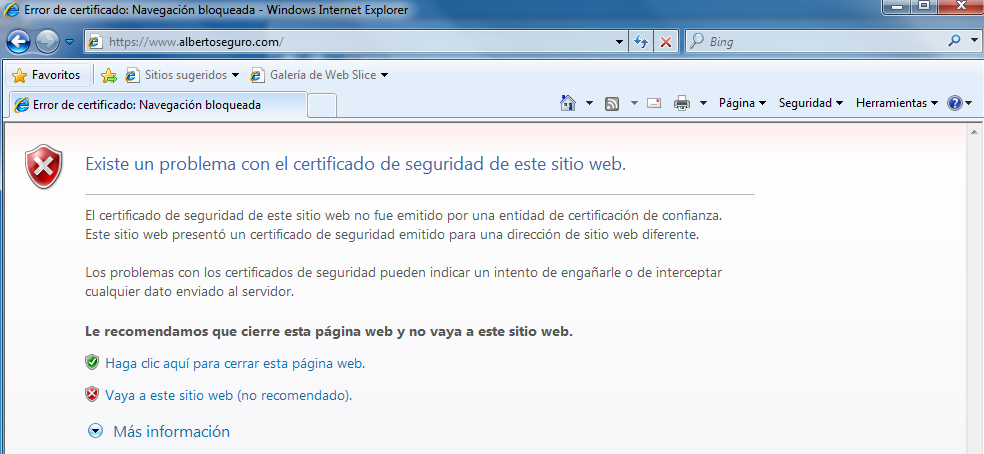 Error de certificado: Navegación bloqueada - Windows Internet Explorer
https://www.albertoseguro.com/
Bing
Favoritos
Sitios sugeridos
Galería de Web Slice
Error de certificado: Navegación bloqueada
Página
Seguridad
Herramientas
Existe un problema con el certificado de seguridad de este sitio web.
El certificado de seguridad de este sitio web no fue emitido por una entidad de certificación de confianza.
Este sitio web presentó un certificado de seguridad emitido para una dirección de sitio web diferente.
Los problemas con los certificados de seguridad pueden indicar un intento de engañarle o de interceptar
cualquier dato enviado al servidor.
Le recomendamos que cierre esta página web y no vaya a este sitio web.
Haga clic aquí para cerrar esta página web.
Vaya a este sitio web (no recomendado).
Más información